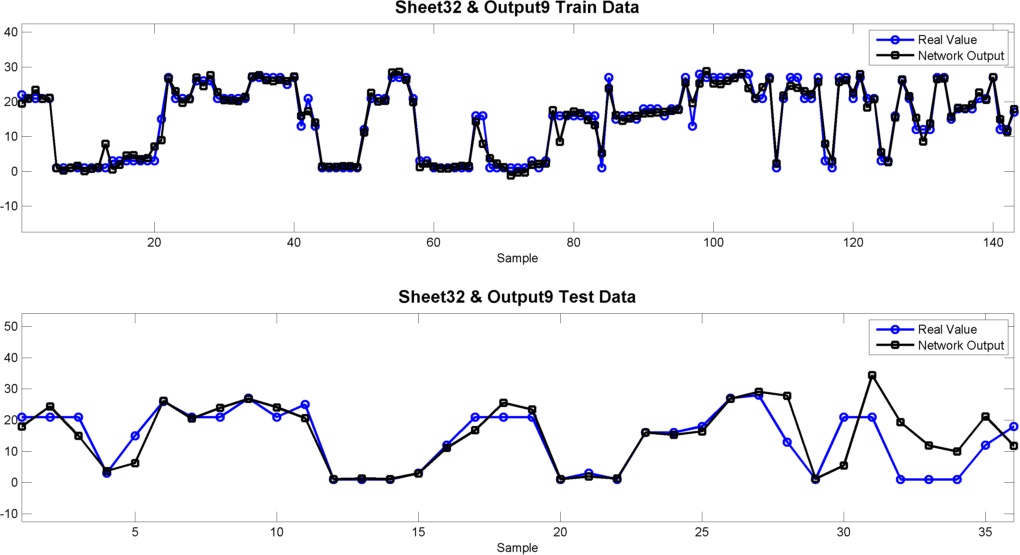 Sheet32 & Output9 Train Data
40
30
20
10
0
-10
Real Value
Network Output
20 40 60 80 100 120 140
Sample
Sheet32 & Output9 Test Data
50
40
30
20
10
0
-10
Real Value
Network Output
5 10 15 20 25 30 35
Sample